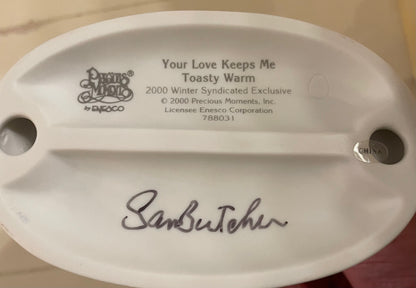 Precious Moments®
by ENESCO
Your Love Keeps Me
Toasty Warm
2000 Winter Syndicated Exclusive
© 2000 Precious Moments, Inc.
Licensee Enesco Corporation
788031
CHINA
Sam Butcher